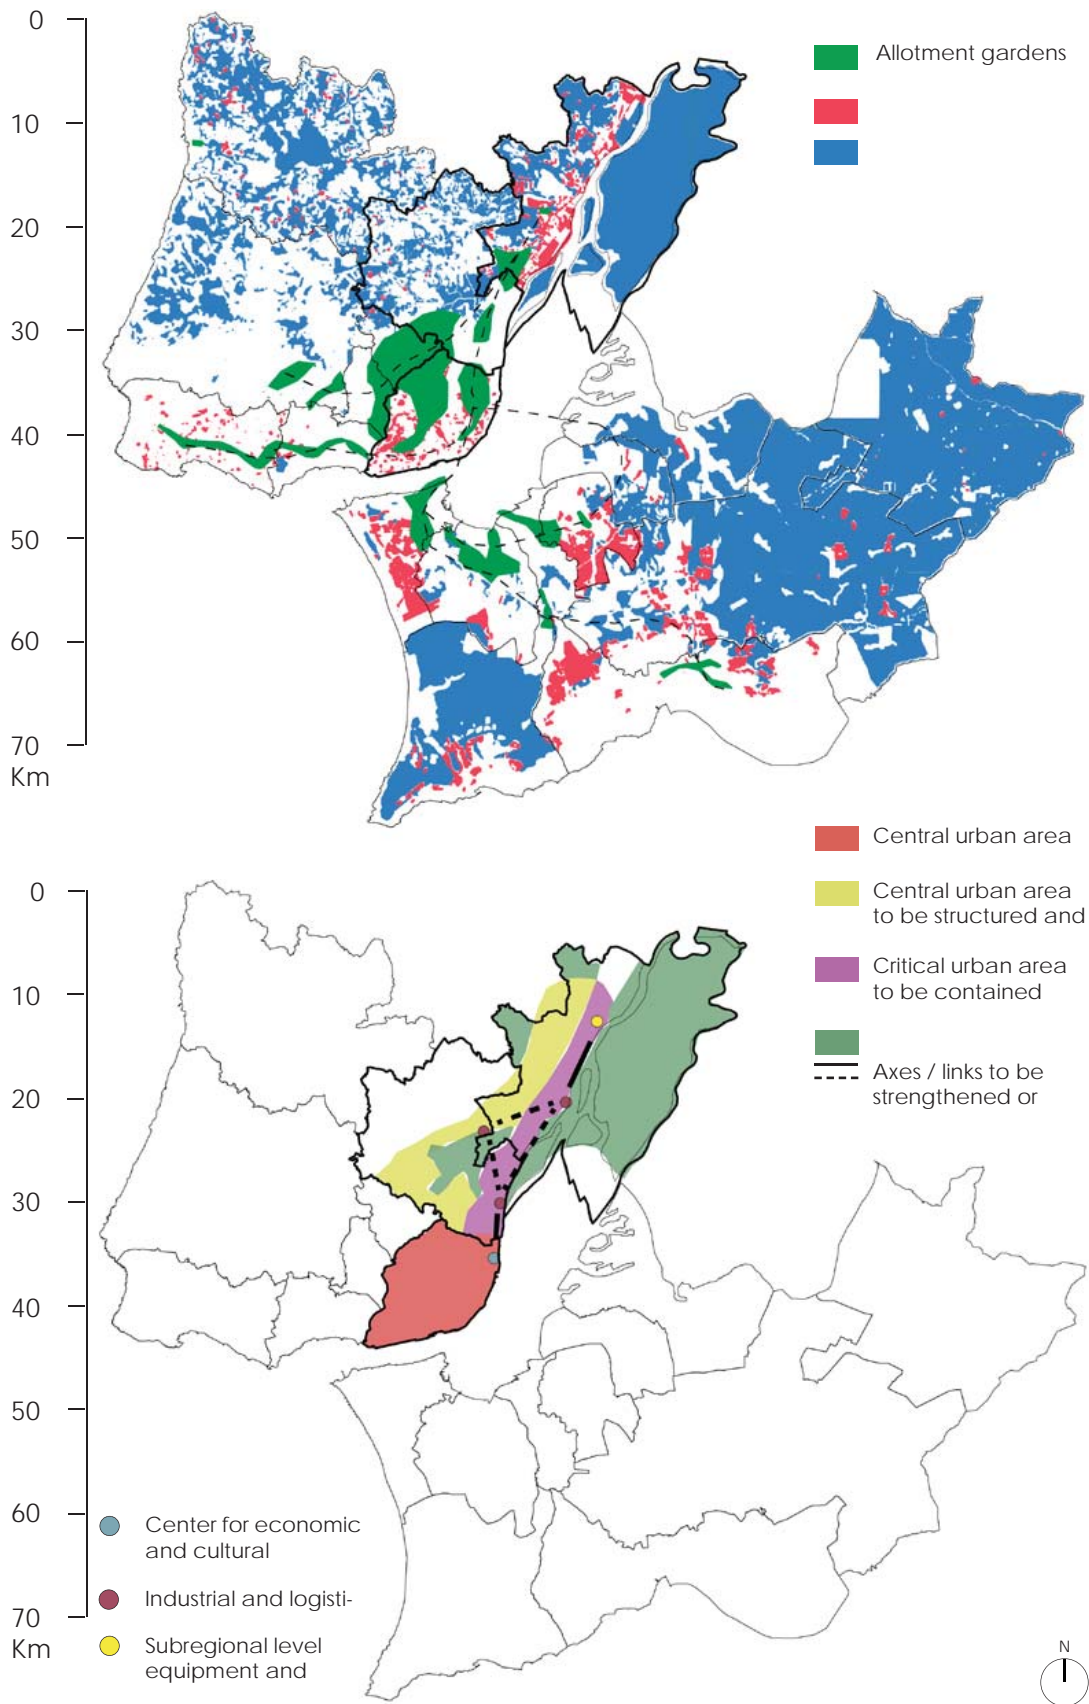 0
10
20
30
40
50
60
70
Km
Allotment gardens
Central urban area
Central urban area
to be structured and
Critical urban area
to be contained
Axes / links to be
strengthened or
0
10
20
30
40
50
60
70
Km
Center for economic
and cultural
Industrial and logisti-
Subregional level
equipment and
N